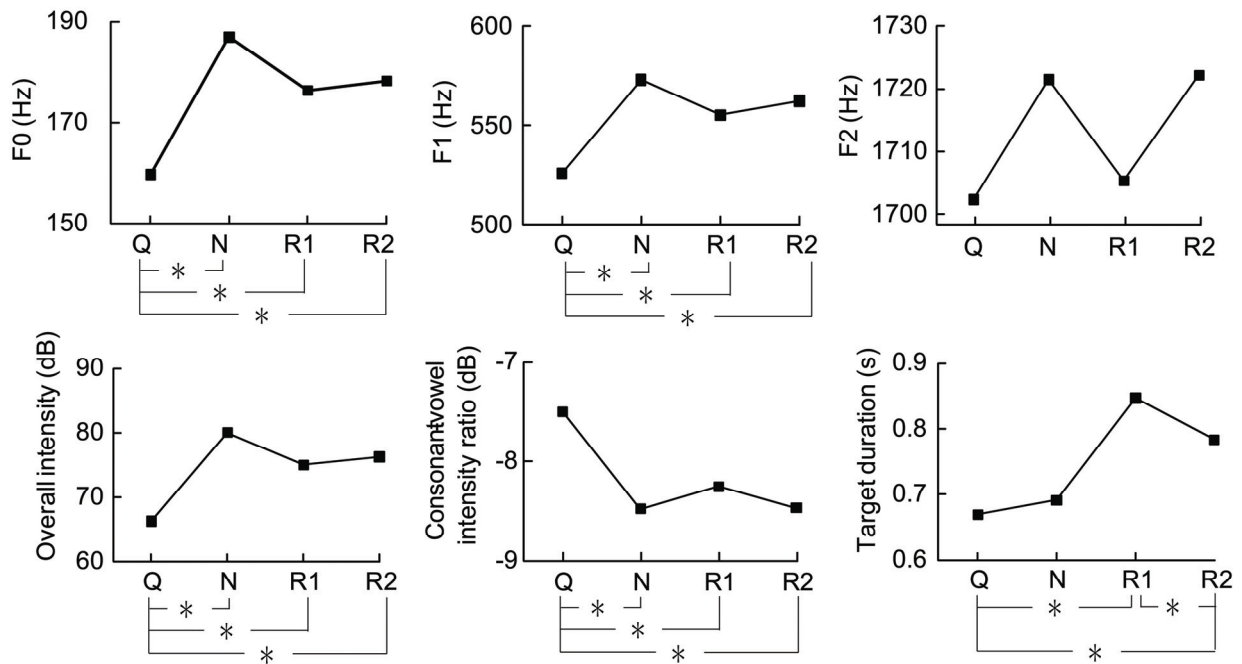 F0 (Hz)
190
170
150
Q N R1 R2
*
*
*
F1 (Hz)
600
550
500
Q N R1 R2
*
*
*
F2 (Hz)
1730
1720
1710
1700
Q N R1 R2
Overall intensity (dB)
90
80
70
60
Q N R1 R2
*
*
*
Consonantvowel
intensity ratio (dB)
-7
-8
-9
Q N R1 R2
*
*
*
Target duration (s)
0.9
0.8
0.7
0.6
Q N R1 R2
* *
*